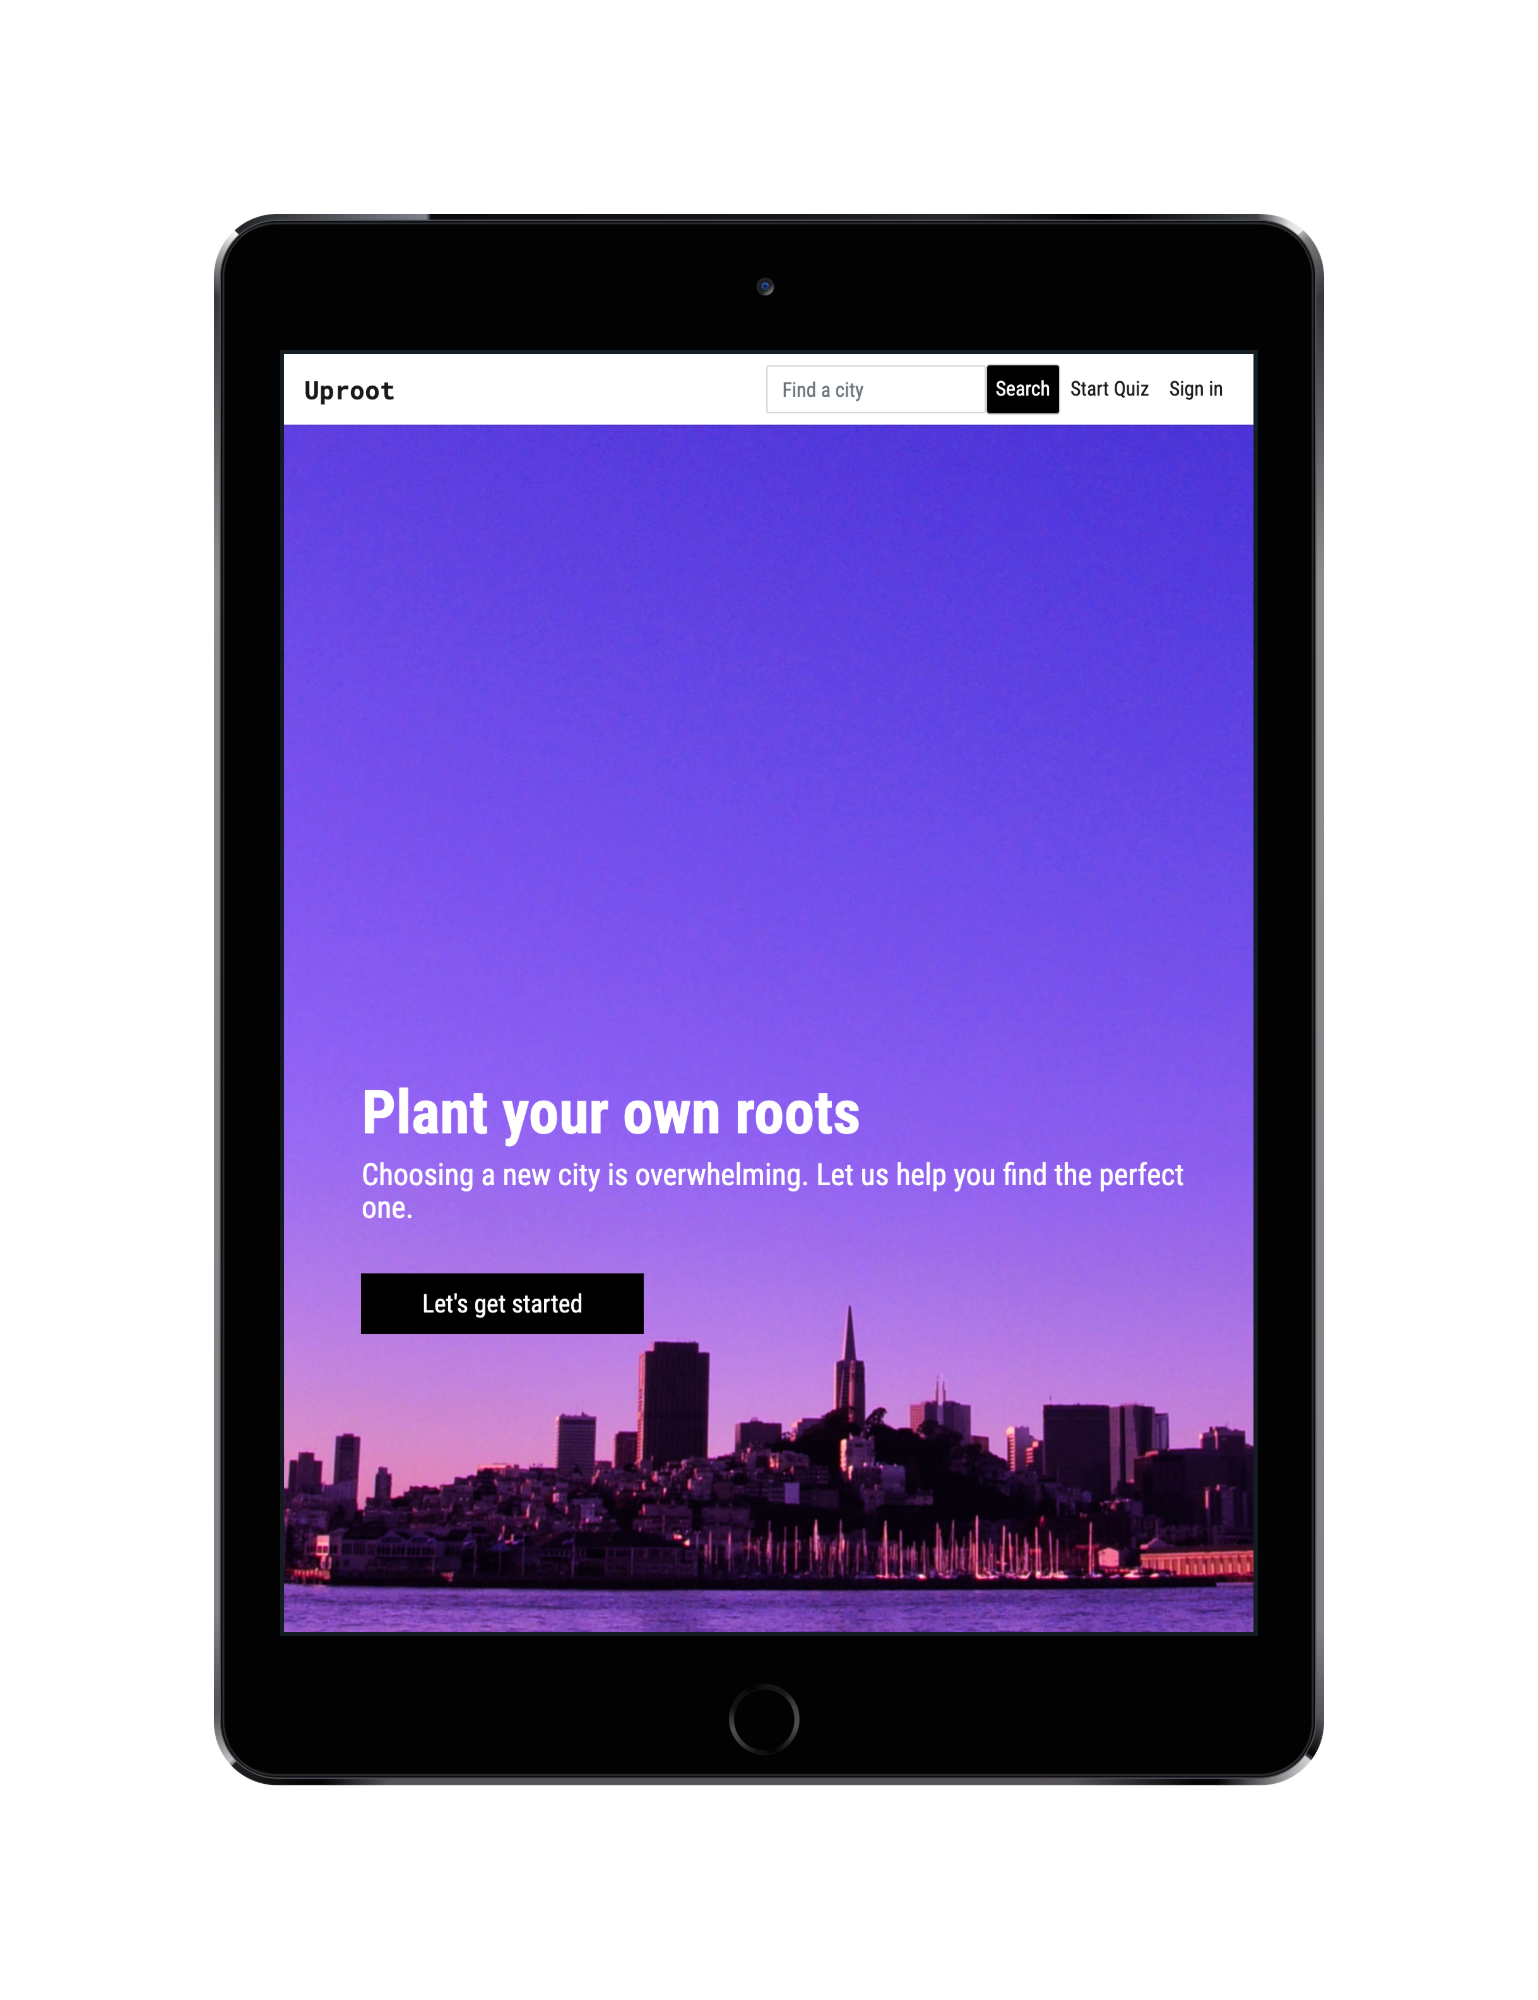 Uproot
Find a city Search Start Quiz Sign in
Plant your own roots
Choosing a new city is overwhelming. Let us help you find the perfect
one.
Let's get started